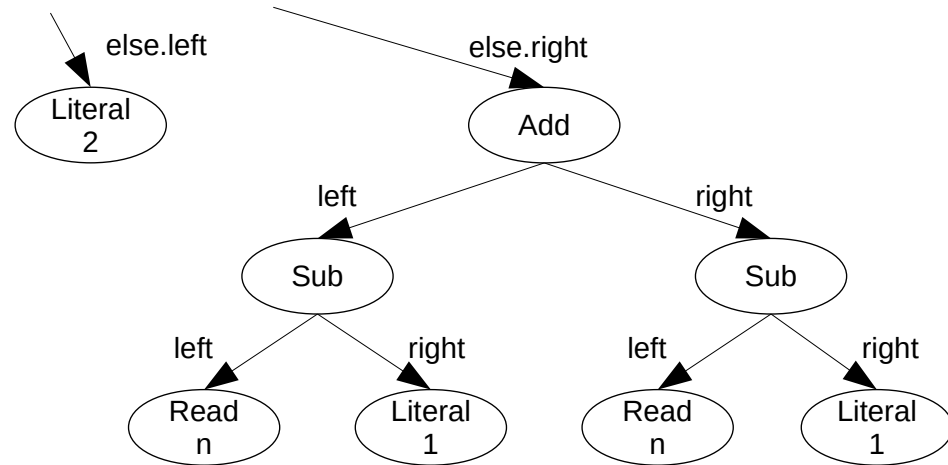 else.left
else.right
Literal
2
Add
left
right
Sub
Sub
left
right
left
right
Read
n
Literal
1
Read
n
Literal
1